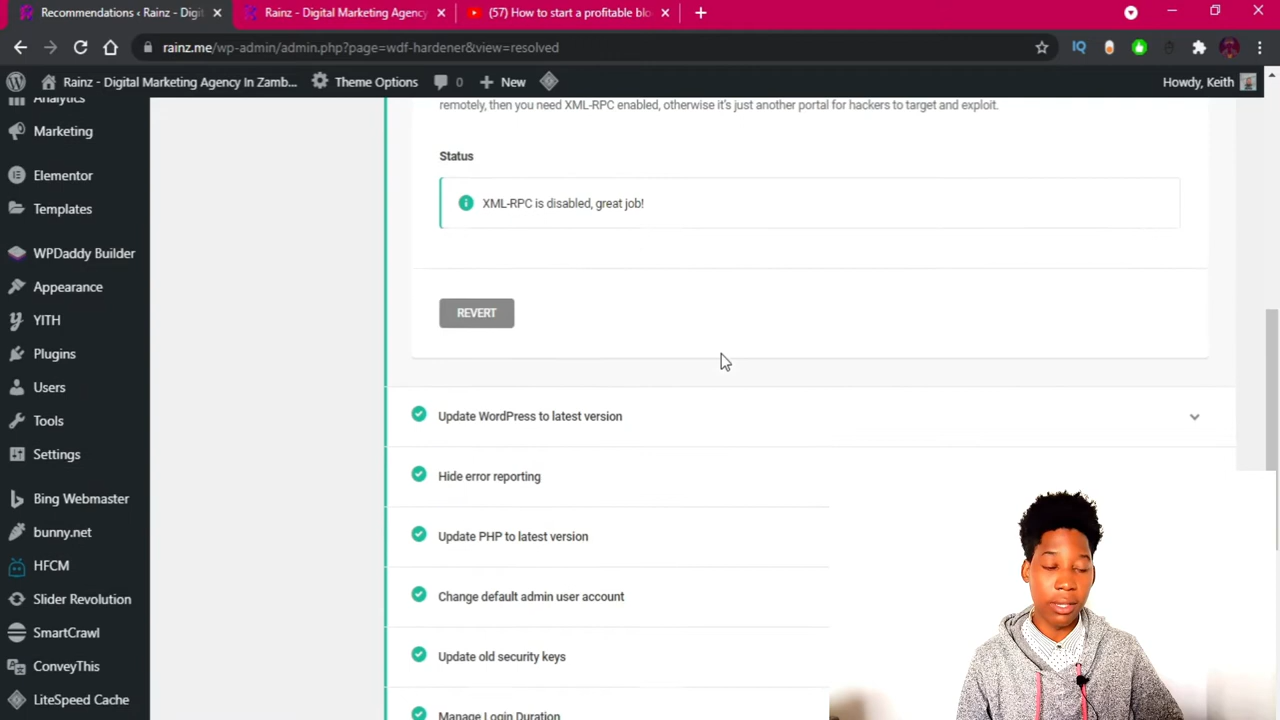 Recommendations ‹ Rainz - Digit
Rainz - Digital Marketing Agency
(57) How to start a profitable blo
rainz.me/wp-admin/admin.php?page=wdf-hardener&view=resolved
IQ
Rainz - Digital Marketing Agency In Zamb...
Theme Options
0
New
Howdy, Keith
Analytics
Marketing
Elementor
Templates
WPDaddy Builder
Appearance
YITH
Plugins
Users
Tools
Settings
Bing Webmaster
bunny.net
HFCM
Slider Revolution
SmartCrawl
ConveyThis
LiteSpeed Cache
remotely, then you need XML-RPC enabled, otherwise it's just another portal for hackers to target and exploit.
Status
XML-RPC is disabled, great job!
REVERT
Update WordPress to latest version
Hide error reporting
Update PHP to latest version
Change default admin user account
Update old security keys
Manage Login Duration